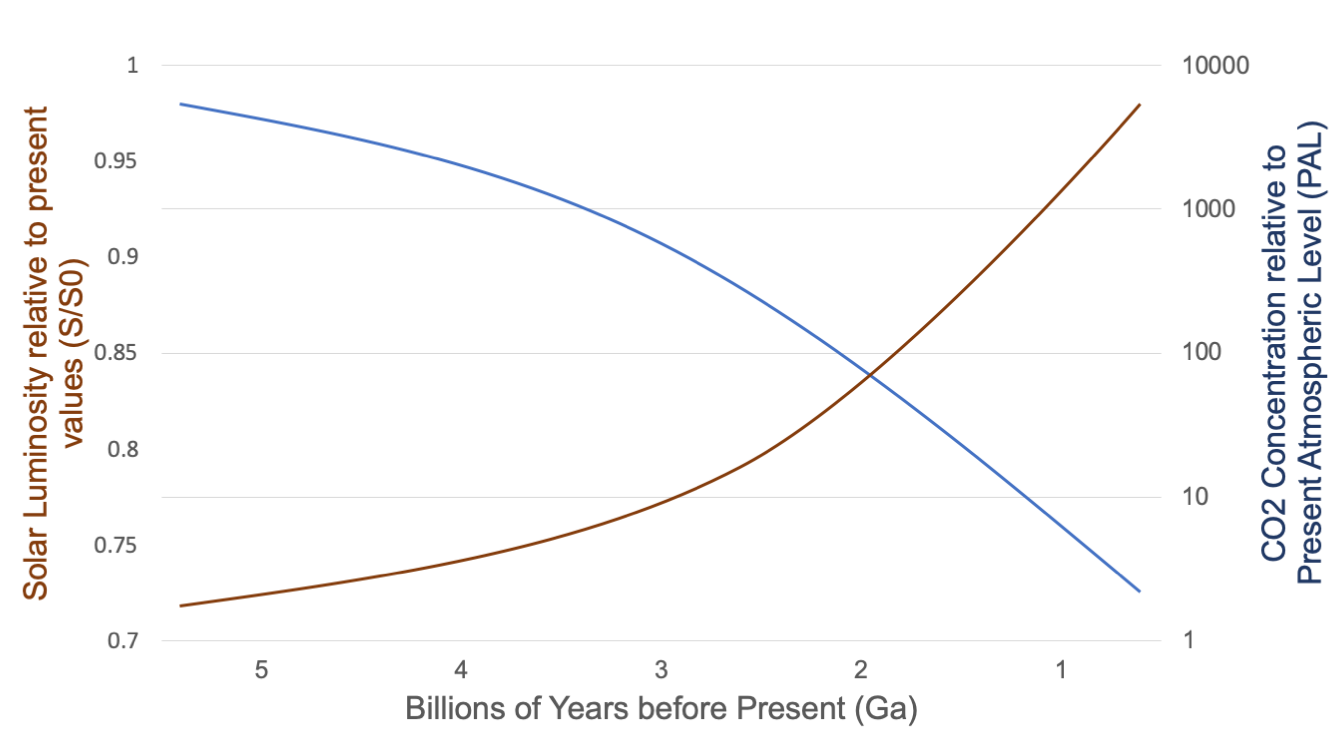 Solar Luminosity relative to present
values (S/S0)
1
0.95
0.9
0.85
0.8
0.75
0.7
10000
1000
100
10
1
CO2 Concentration relative to
Present Atmospheric Level (PAL)
5 4 3 2 1
Billions of Years before Present (Ga)